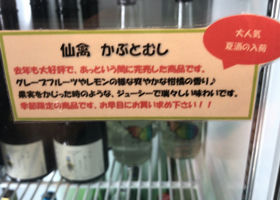 仙禽 かぶとむし
大人気
夏酒の入荷
去年も大好評で、あっという間に完売した商品です。
グレープフルーツやレモンの様な爽やかな柑橘の香り♪
果実をかじった時のような、ジューシーで瑞々しい味わいです。
季節限定の商品です。お早目にお買い求め下さい！！